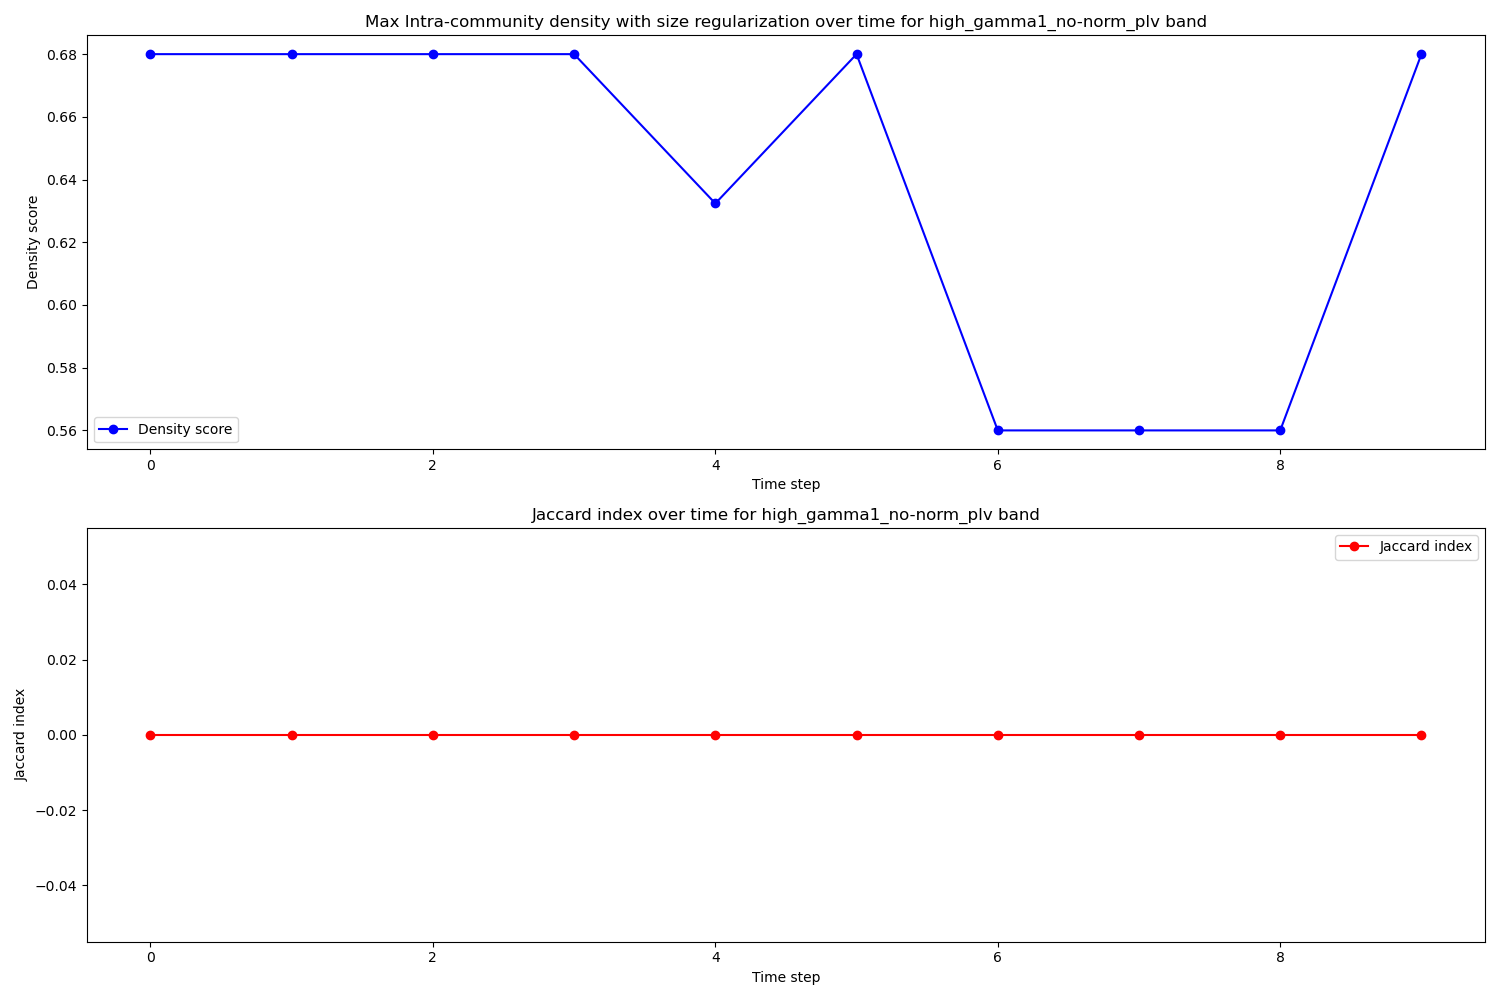 Max Intra-community density with size regularization over time for high_gamma1_no-norm_plv band
0.68
0.66
0.64
0.62
0.60
0.58
0.56
Density score
Density score
0 2 4 6 8
Time step
Jaccard index over time for high_gamma1_no-norm_plv band
Jaccard index
0.04
0.02
0.00
−0.02
−0.04
Jaccard index
0 2 4 6 8
Time step